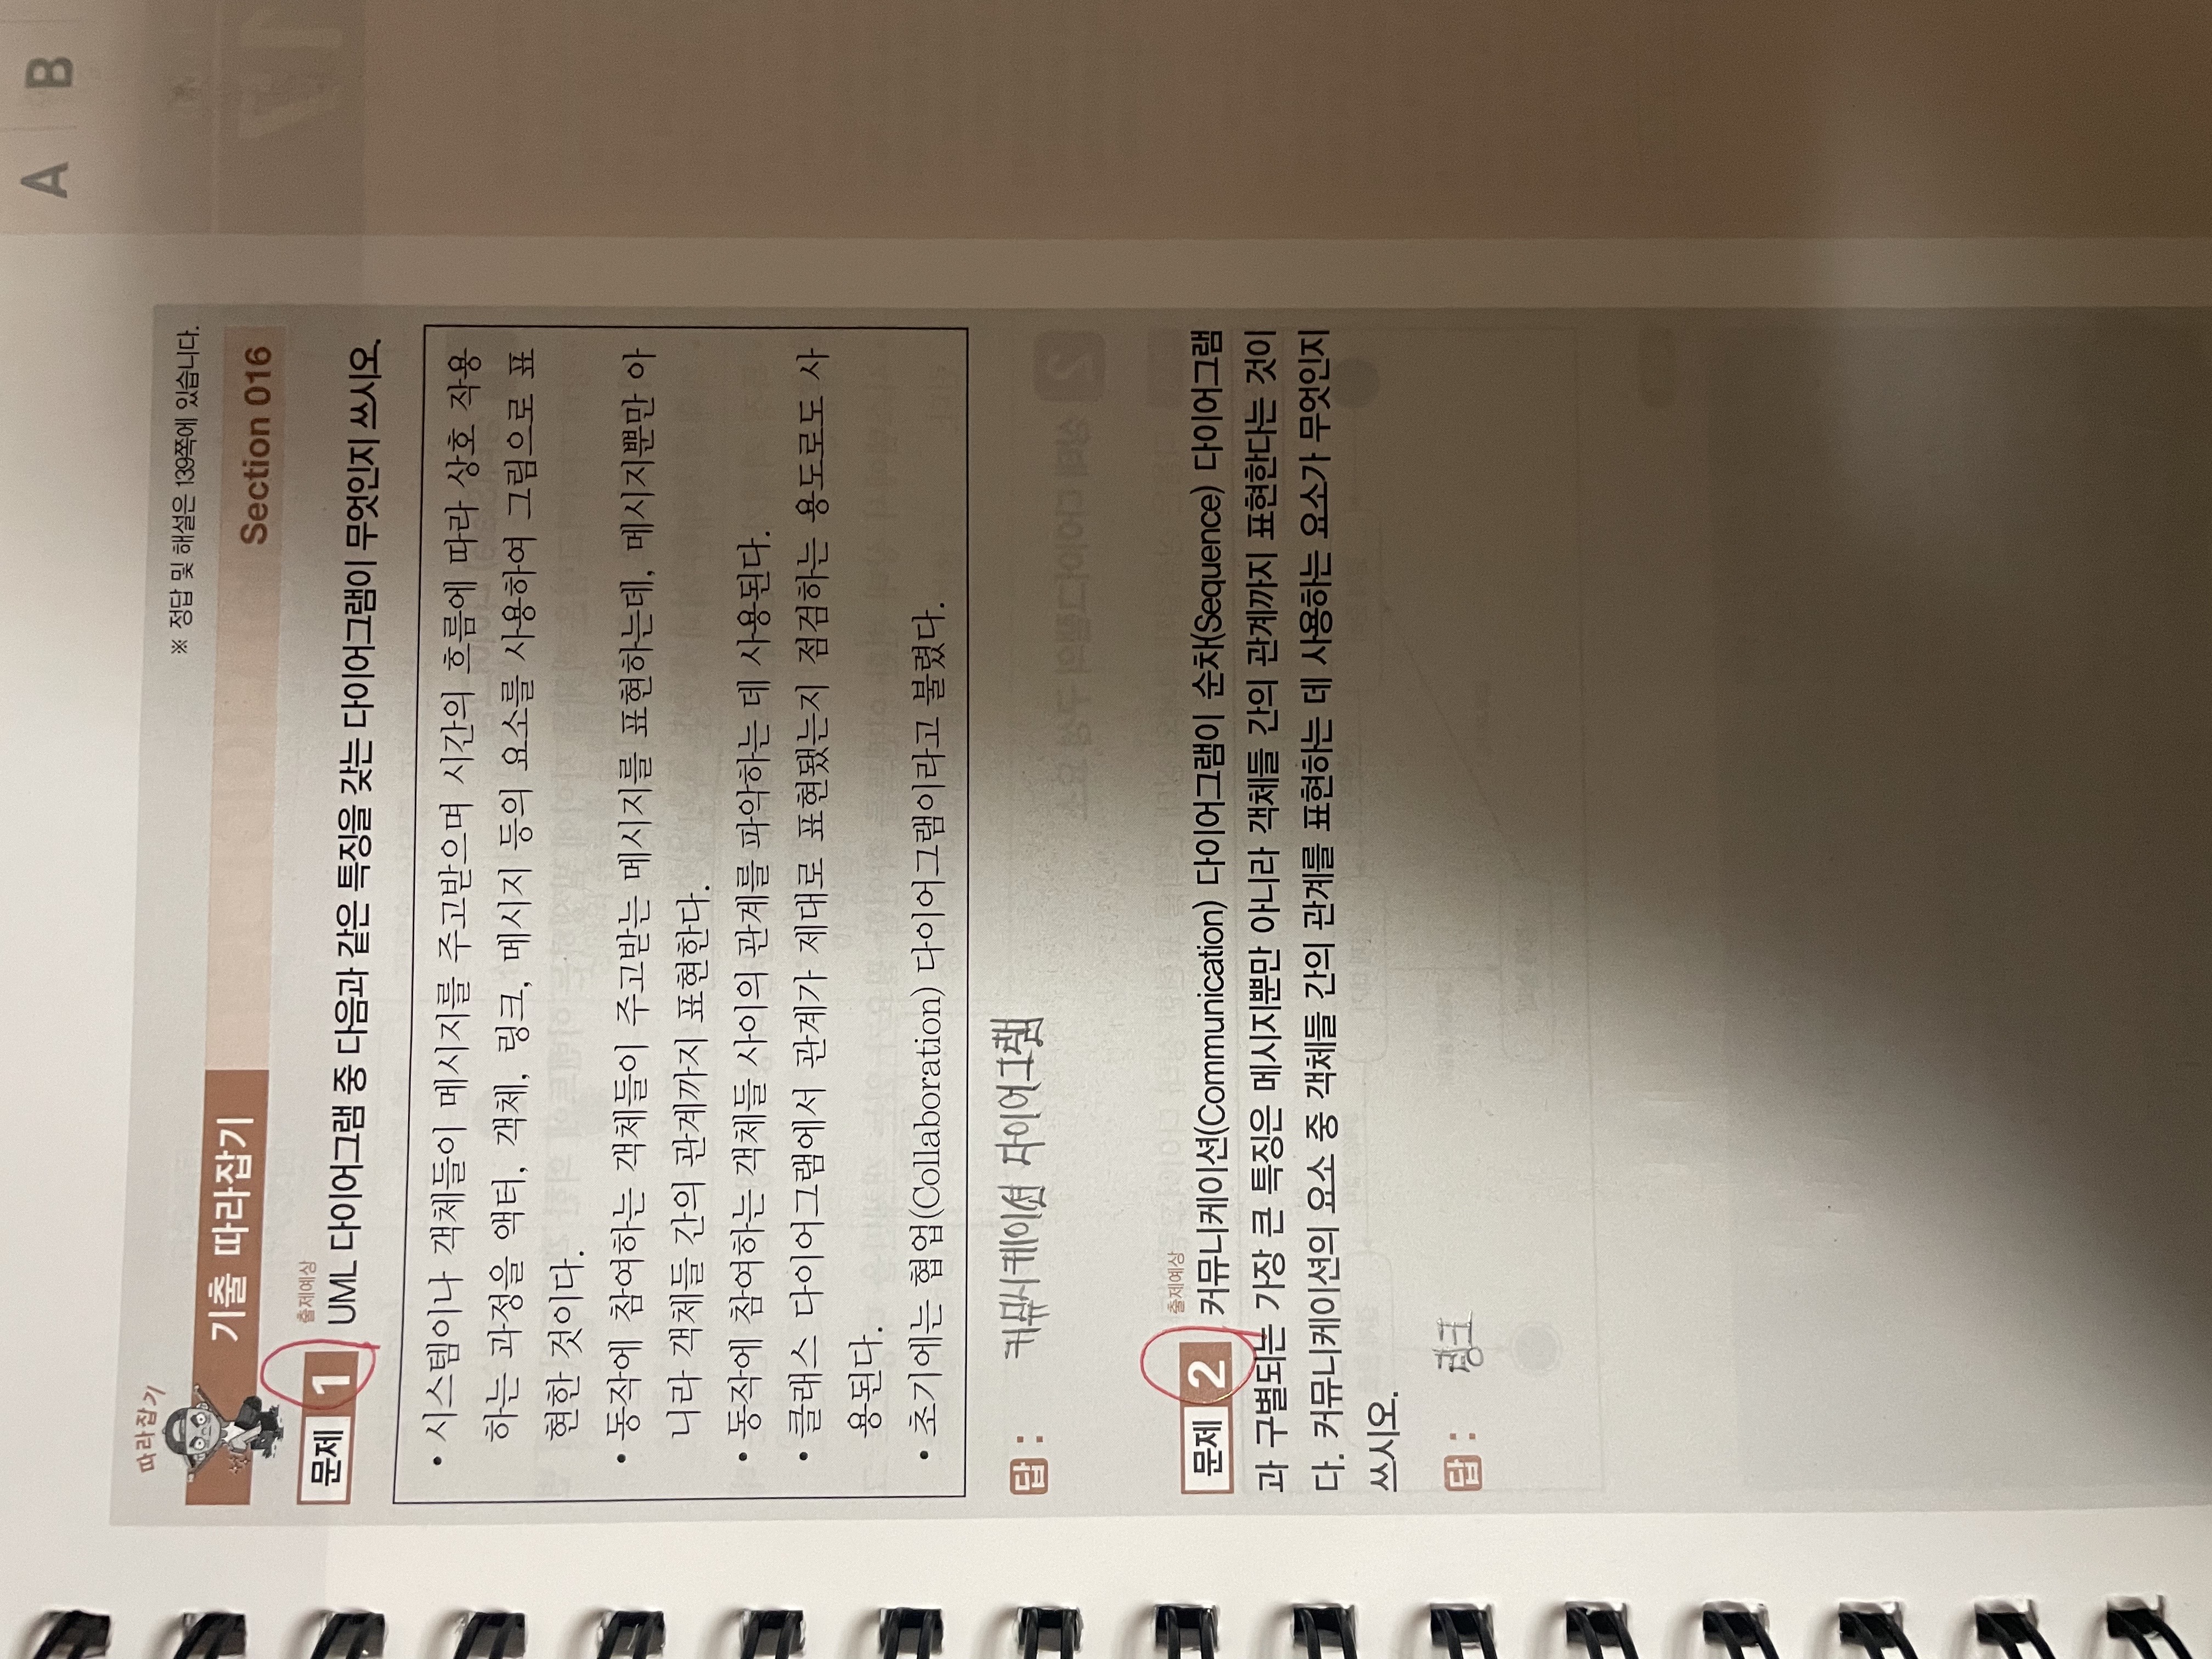 A B
따라잡기
※ 정답 및 해설은 139쪽에 있습니다.
기출 따라잡기
Section 016
출제예상
문제 1 UML 다이어그램 중 다음과 같은 특징을 갖는 다이어그램이 무엇인지 쓰시오.
• 시스템이나 객체들이 메시지를 주고받으며 시간의 흐름에 따라 상호 작용
하는 과정을 액터, 객체, 링크, 메시지 등의 요소를 사용하여 그림으로 표
현한 것이다.
• 동작에 참여하는 객체들이 주고받는 메시지를 표현하는데, 메시지뿐만 아
니라 객체들 간의 관계까지 표현한다.
• 동작에 참여하는 객체들 사이의 관계를 파악하는 데 사용된다.
• 클래스 다이어그램에서 관계가 제대로 표현됐는지 점검하는 용도로도 사
용된다.
• 초기에는 협업(Collaboration) 다이어그램이라고 불렸다.
답 : 커뮤니케이션 다이어그램
출제예상
문제 2 커뮤니케이션(Communication) 다이어그램이 순차(Sequence) 다이어그램
과 구별되는 가장 큰 특징은 메시지뿐만 아니라 객체들 간의 관계까지 표현한다는 것이
다. 커뮤니케이션의 요소 중 객체들 간의 관계를 표현하는 데 사용하는 요소가 무엇인지
쓰시오.
답 : 링크